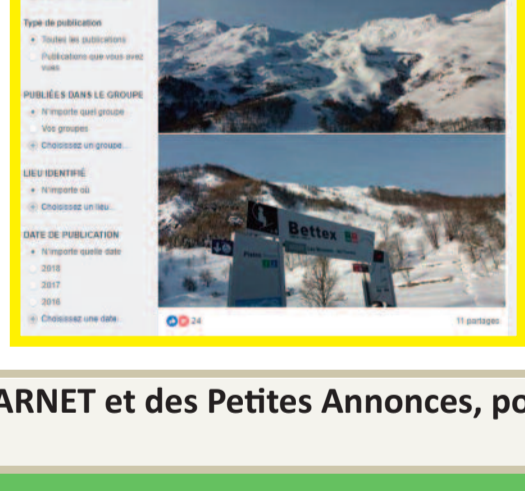 Type de publication
Toutes les publications
Publications que vous avez
vues
PUBLIÉES DANS LE GROUPE
N'importe quel groupe
Vos groupes
Choisissez un groupe...
LIEU IDENTIFIÉ
N'importe où
Choisissez un lieu...
DATE DE PUBLICATION
N'importe quelle date
2018
2017
2016
Choisissez une date...
Bettex
24
11 partages
ARNET et des Petites Annonces, po